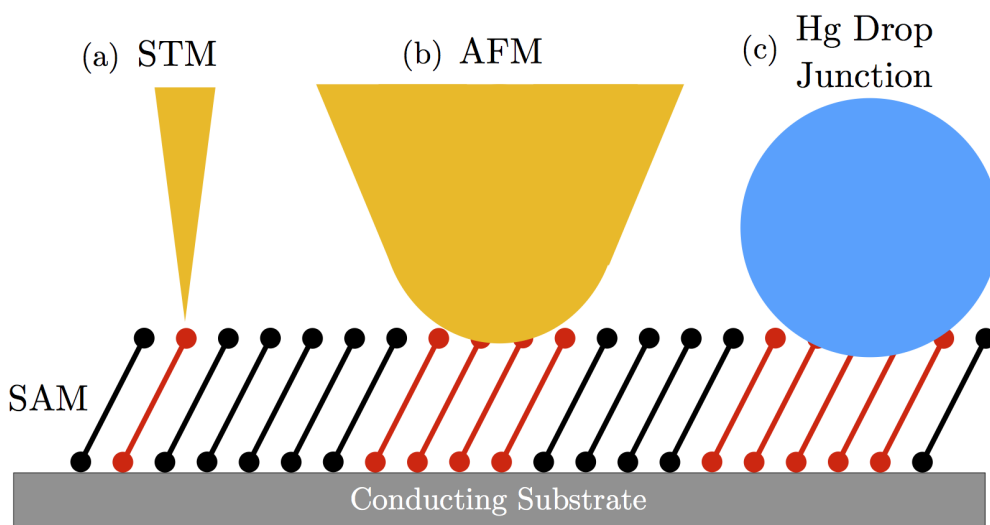 (a) STM
(b) AFM
(c) Hg Drop
Junction
SAM
Conducting Substrate